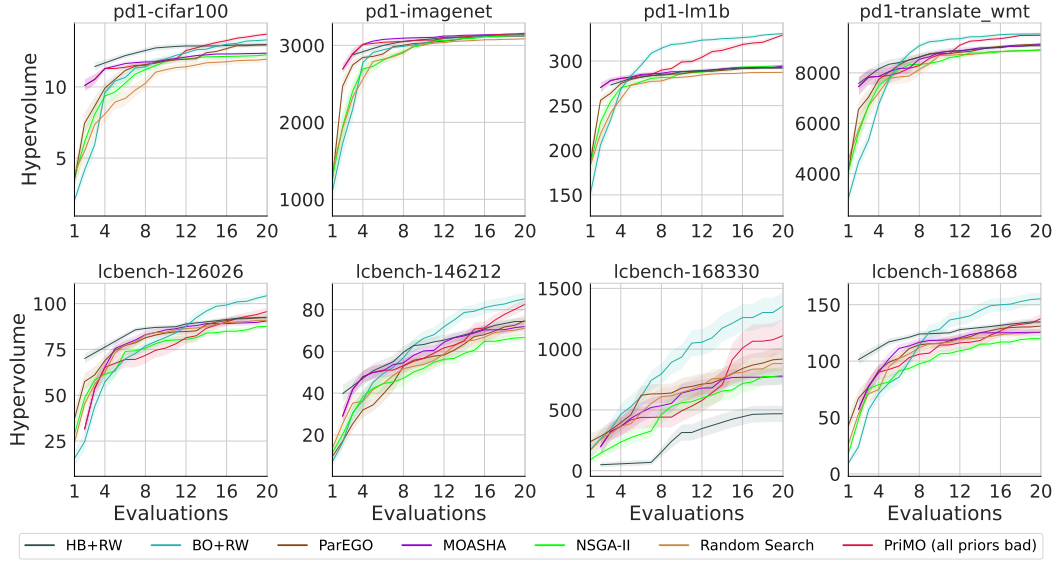 pd1-cifar100 pd1-imagenet pd1-lm1b pd1-translate_wmt
Hypervolume
10
5
3000
2000
1000
300
250
200
150
8000
6000
4000
1 4 8 12 16 20
1 4 8 12 16 20
1 4 8 12 16 20
1 4 8 12 16 20
lcbench-126026 lcbench-146212 lcbench-168330 lcbench-168868
Hypervolume
100
75
50
25
80
60
40
20
1500
1000
500
0
150
100
50
0
1 4 8 12 16 20
1 4 8 12 16 20
1 4 8 12 16 20
1 4 8 12 16 20
Evaluations Evaluations Evaluations Evaluations
HB+RW BO+RW ParEGO MOASHA NSGA-II Random Search PriMO (all priors bad)